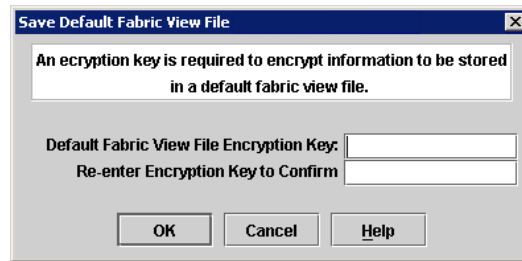 Save Default Fabric View File
An ecryption key is required to encrypt information to be stored
in a default fabric view file.
Default Fabric View File Encryption Key:
Re-enter Encryption Key to Confirm
OK Cancel Help